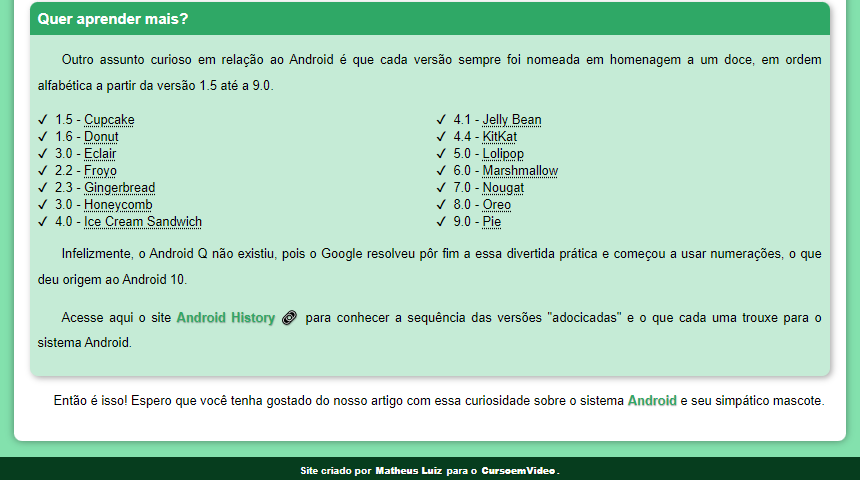 Quer aprender mais?
Outro assunto curioso em relação ao Android é que cada versão sempre foi nomeada em homenagem a um doce, em ordem
alfabética a partir da versão 1.5 até a 9.0.
✓ 1.5 - Cupcake
✓ 1.6 - Donut
✓ 3.0 - Eclair
✓ 2.2 - Froyo
✓ 2.3 - Gingerbread
✓ 3.0 - Honeycomb
✓ 4.0 - Ice Cream Sandwich
✓ 4.1 - Jelly Bean
✓ 4.4 - KitKat
✓ 5.0 - Lolipop
✓ 6.0 - Marshmallow
✓ 7.0 - Nougat
✓ 8.0 - Oreo
✓ 9.0 - Pie
Infelizmente, o Android Q não existiu, pois o Google resolveu pôr fim a essa divertida prática e começou a usar numerações, o que
deu origem ao Android 10.
Acesse aqui o site Android History para conhecer a sequência das versões "adocicadas" e o que cada uma trouxe para o
sistema Android.
Então é isso! Espero que você tenha gostado do nosso artigo com essa curiosidade sobre o sistema Android e seu simpático mascote.
Site criado por Matheus Luiz para o CursoemVideo.